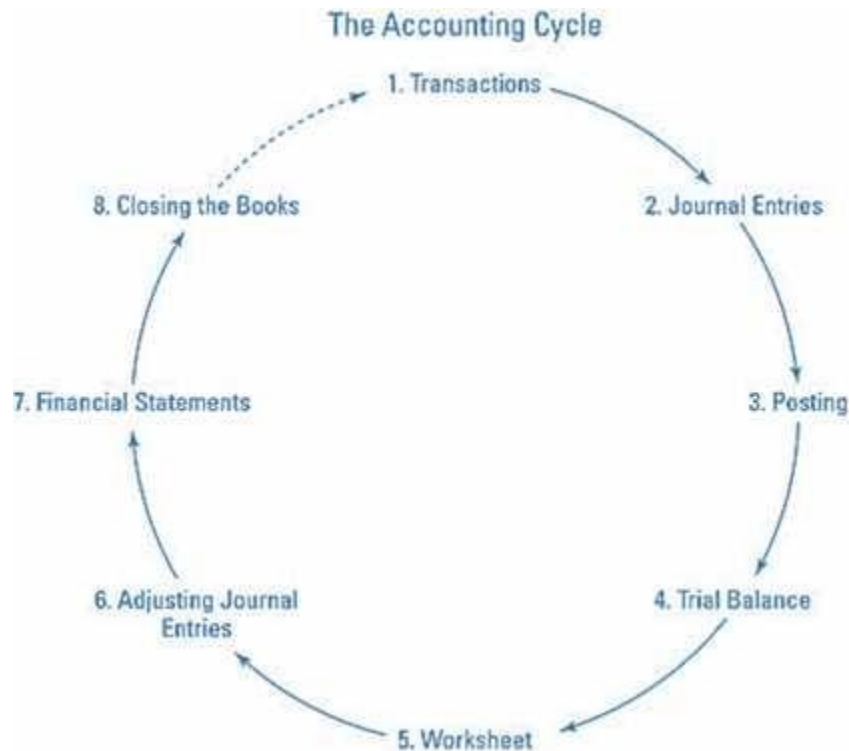 The Accounting Cycle
1. Transactions
2. Journal Entries
3. Posting
4. Trial Balance
5. Worksheet
6. Adjusting Journal
Entries
7. Financial Statements
8. Closing the Books